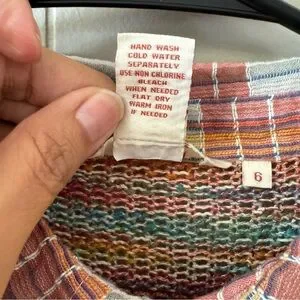 HAND WASH
COLD WATER
SEPARATELY
USE NON CHLORINE
BLEACH
WHEN NEEDED
FLAT DRY
WARM IRON
IF NEEDED
6